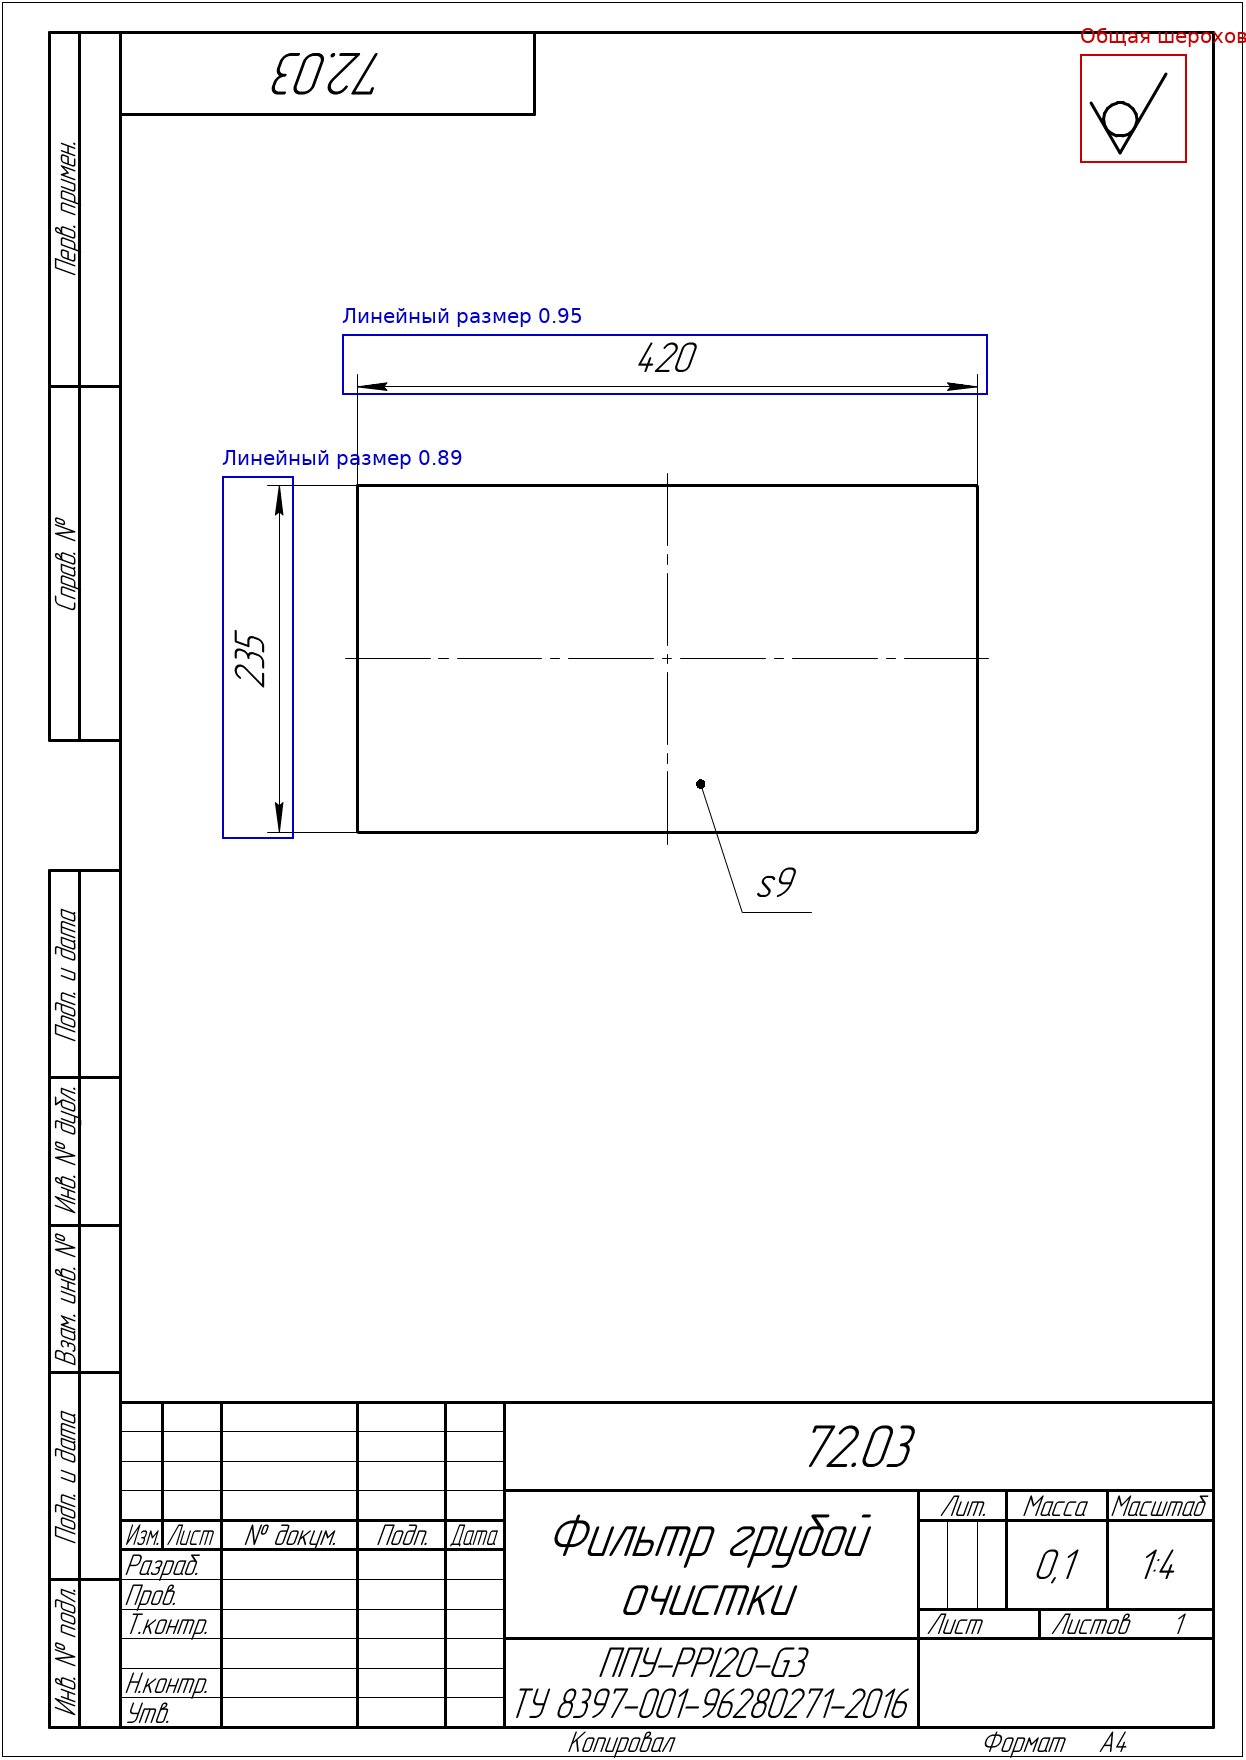 72.03
Общая шерохов
Перв. примен.
Линейный размер 0.95
420
Линейный размер 0.89
Справ. №
235
s9
Подп. и дата
Инв. № дубл.
Взам. инв. №
Подп. и дата
Инв. № подл.
72.03
Лит. Масса Масштаб
Изм. Лист № докум. Подп. Дата
Фильтр грубой
очистки
0,1 1:4
Разраб.
Пров.
Т.контр.
Лист Листов 1
Н.контр.
Утв.
ППУ-PPI20-G3
ТУ 8397-001-96280271-2016
Копировал Формат А4